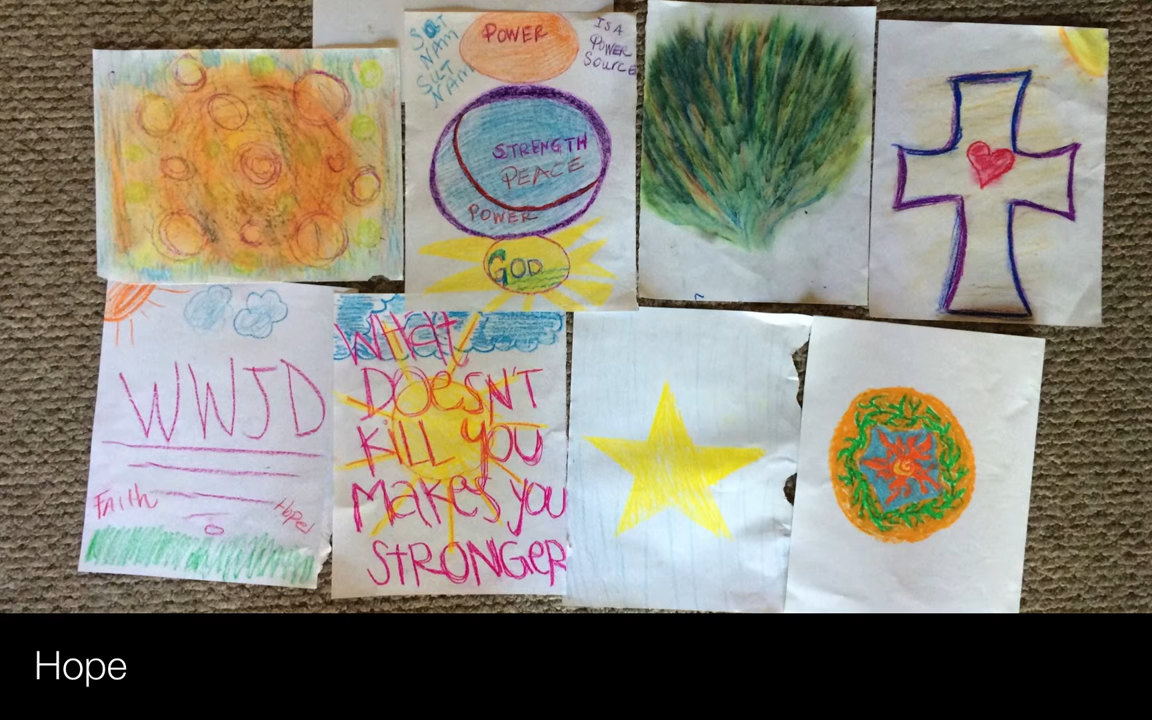 SAT
NAM
SILT
NAM
POWER
IS A
POWER
SOURCE
STRENGTH
PEACE
POWER
GOD
WWJD
FAITH
Hope!
WHAT
DOESN'T
KILL YOU
MAKES YOU
STRONGER
Hope